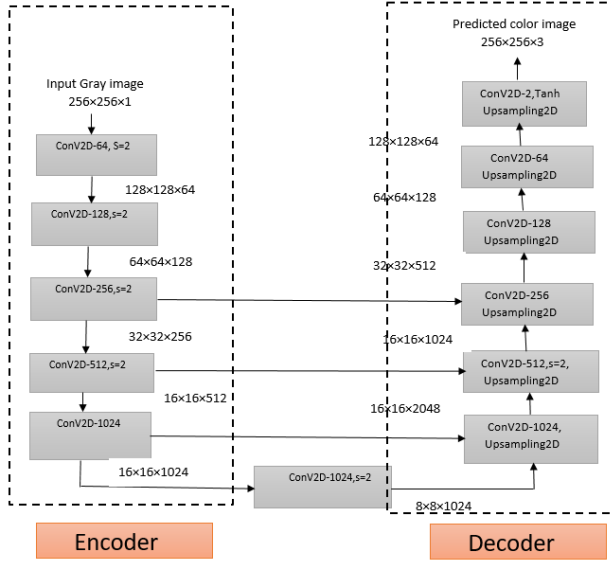 Input Gray image
256×256×1
ConV2D-64, S=2
128×128×64
ConV2D-128,s=2
64×64×128
ConV2D-256,s=2
32×32×256
ConV2D-512,s=2
16×16×512
ConV2D-1024
16×16×1024
ConV2D-1024,s=2
8×8×1024
Encoder
Predicted color image
256×256×3
ConV2D-2,Tanh
Upsampling2D
128×128×64
ConV2D-64
Upsampling2D
64×64×128
ConV2D-128
Upsampling2D
32×32×512
ConV2D-256
Upsampling2D
16×16×1024
ConV2D-512,s=2,
Upsampling2D
16×16×2048
ConV2D-1024,
Upsampling2D
Decoder